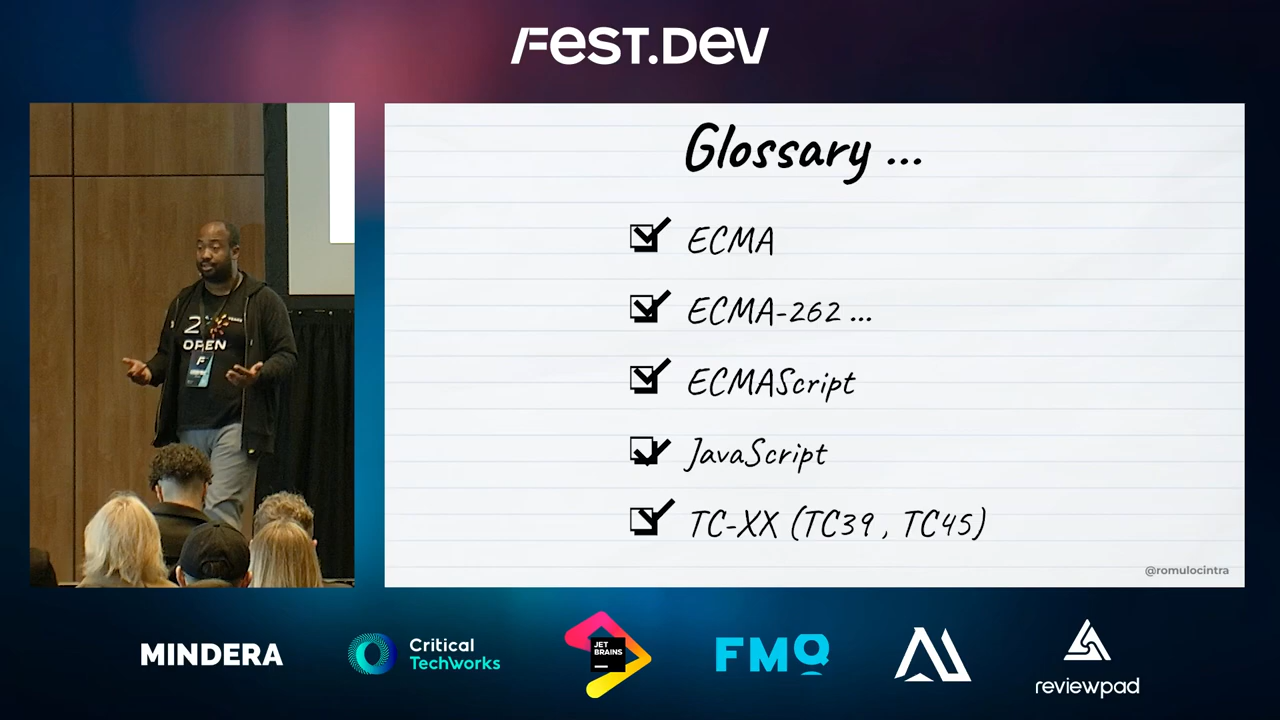 FEST.DEV
Glossary ...
ECMA
ECMA-262 ...
ECMAScript
JavaScript
TC-XX (TC39, TC45)
@romulocintra
2
OPEN
F
MINDERA
Critical
TechWorks
JET
BRAINS
FMQ
reviewpad